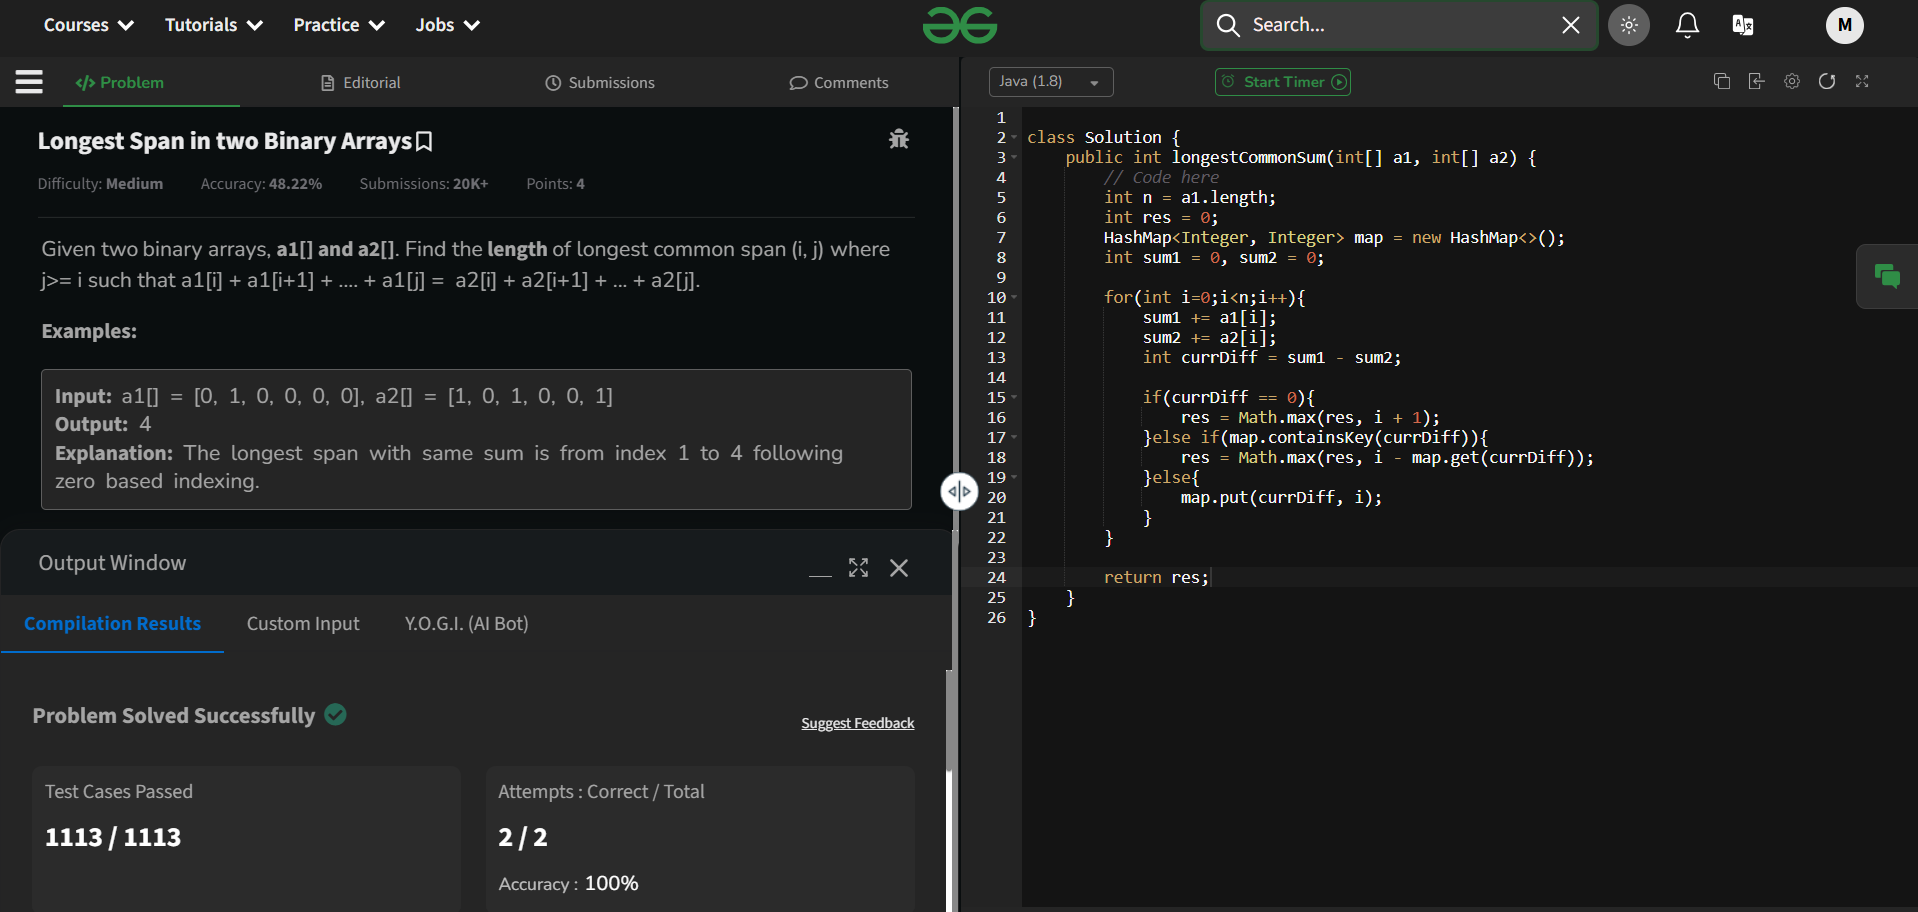 Courses Tutorials Practice Jobs Search... M
Problem Editorial Submissions Comments
Java (1.8) Start Timer
Longest Span in two Binary Arrays
Difficulty: Medium Accuracy: 48.22% Submissions: 20K+ Points: 4
Given two binary arrays, a1[] and a2[]. Find the length of longest common span (i, j) where
j>= i such that a1[i] + a1[i+1] + .... + a1[j] = a2[i] + a2[i+1] + ... + a2[j].
Examples:
Input: a1[] = [0, 1, 0, 0, 0, 0], a2[] = [1, 0, 1, 0, 0, 1]
Output: 4
Explanation: The longest span with same sum is from index 1 to 4 following
zero based indexing.
Output Window
Compilation Results Custom Input Y.O.G.I. (AI Bot)
Problem Solved Successfully
Suggest Feedback
Test Cases Passed
1113 / 1113
Attempts : Correct / Total
2 / 2
Accuracy : 100%
1
2 class Solution {
3 public int longestCommonSum(int[] a1, int[] a2) {
4 // Code here
5 int n = a1.length;
6 int res = 0;
7 HashMap<Integer, Integer> map = new HashMap<>();
8 int sum1 = 0, sum2 = 0;
9
10 for(int i=0;i<n;i++){
11 sum1 += a1[i];
12 sum2 += a2[i];
13 int currDiff = sum1 - sum2;
14
15 if(currDiff == 0){
16 res = Math.max(res, i + 1);
17 }else if(map.containsKey(currDiff)){
18 res = Math.max(res, i - map.get(currDiff));
19 }else{
20 map.put(currDiff, i);
21 }
22 }
23
24 return res;
25 }
26 }